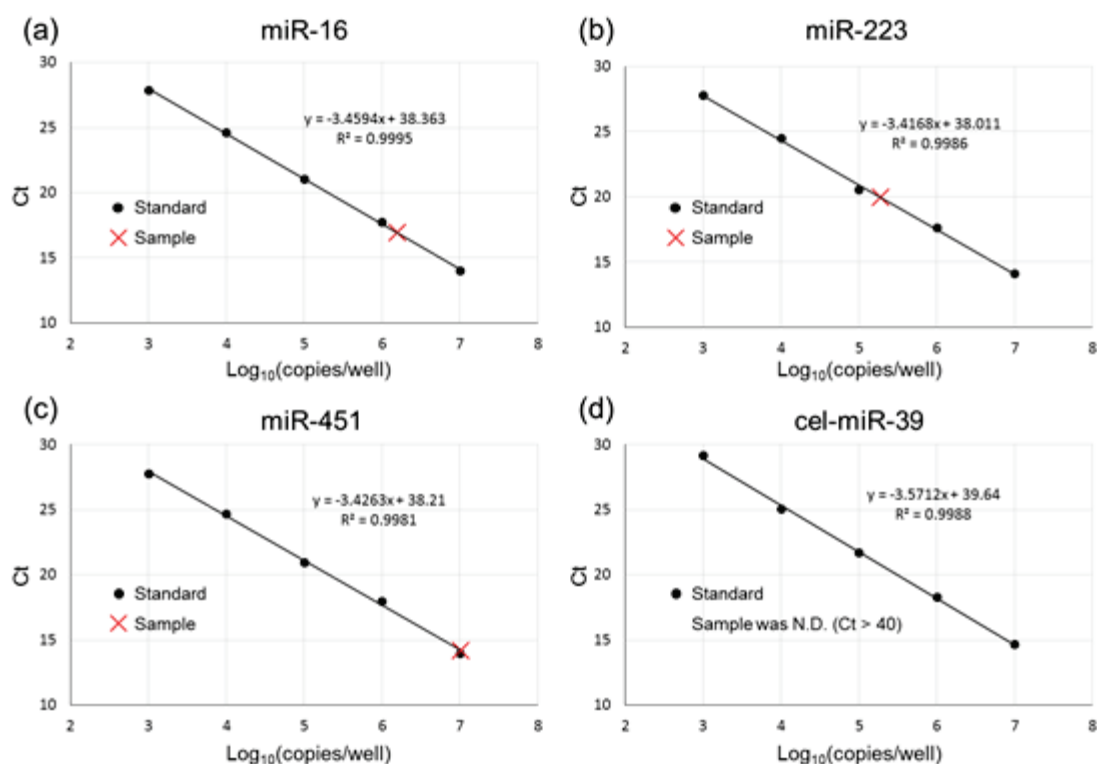 (a)
miR-16
30
25
20
15
10
2 3 4 5 6 7 8
Ct
y = -3.4594x + 38.363
R² = 0.9995
Standard
Sample
Log₁₀(copies/well)
(b)
miR-223
30
25
20
15
10
2 3 4 5 6 7 8
Ct
y = -3.4168x + 38.011
R² = 0.9986
Standard
Sample
Log₁₀(copies/well)
(c)
miR-451
30
25
20
15
10
2 3 4 5 6 7 8
Ct
y = -3.4263x + 38.21
R² = 0.9981
Standard
Sample
Log₁₀(copies/well)
(d)
cel-miR-39
30
25
20
15
10
2 3 4 5 6 7 8
Ct
y = -3.5712x + 39.64
R² = 0.9988
Standard
Sample was N.D. (Ct > 40)
Log₁₀(copies/well)